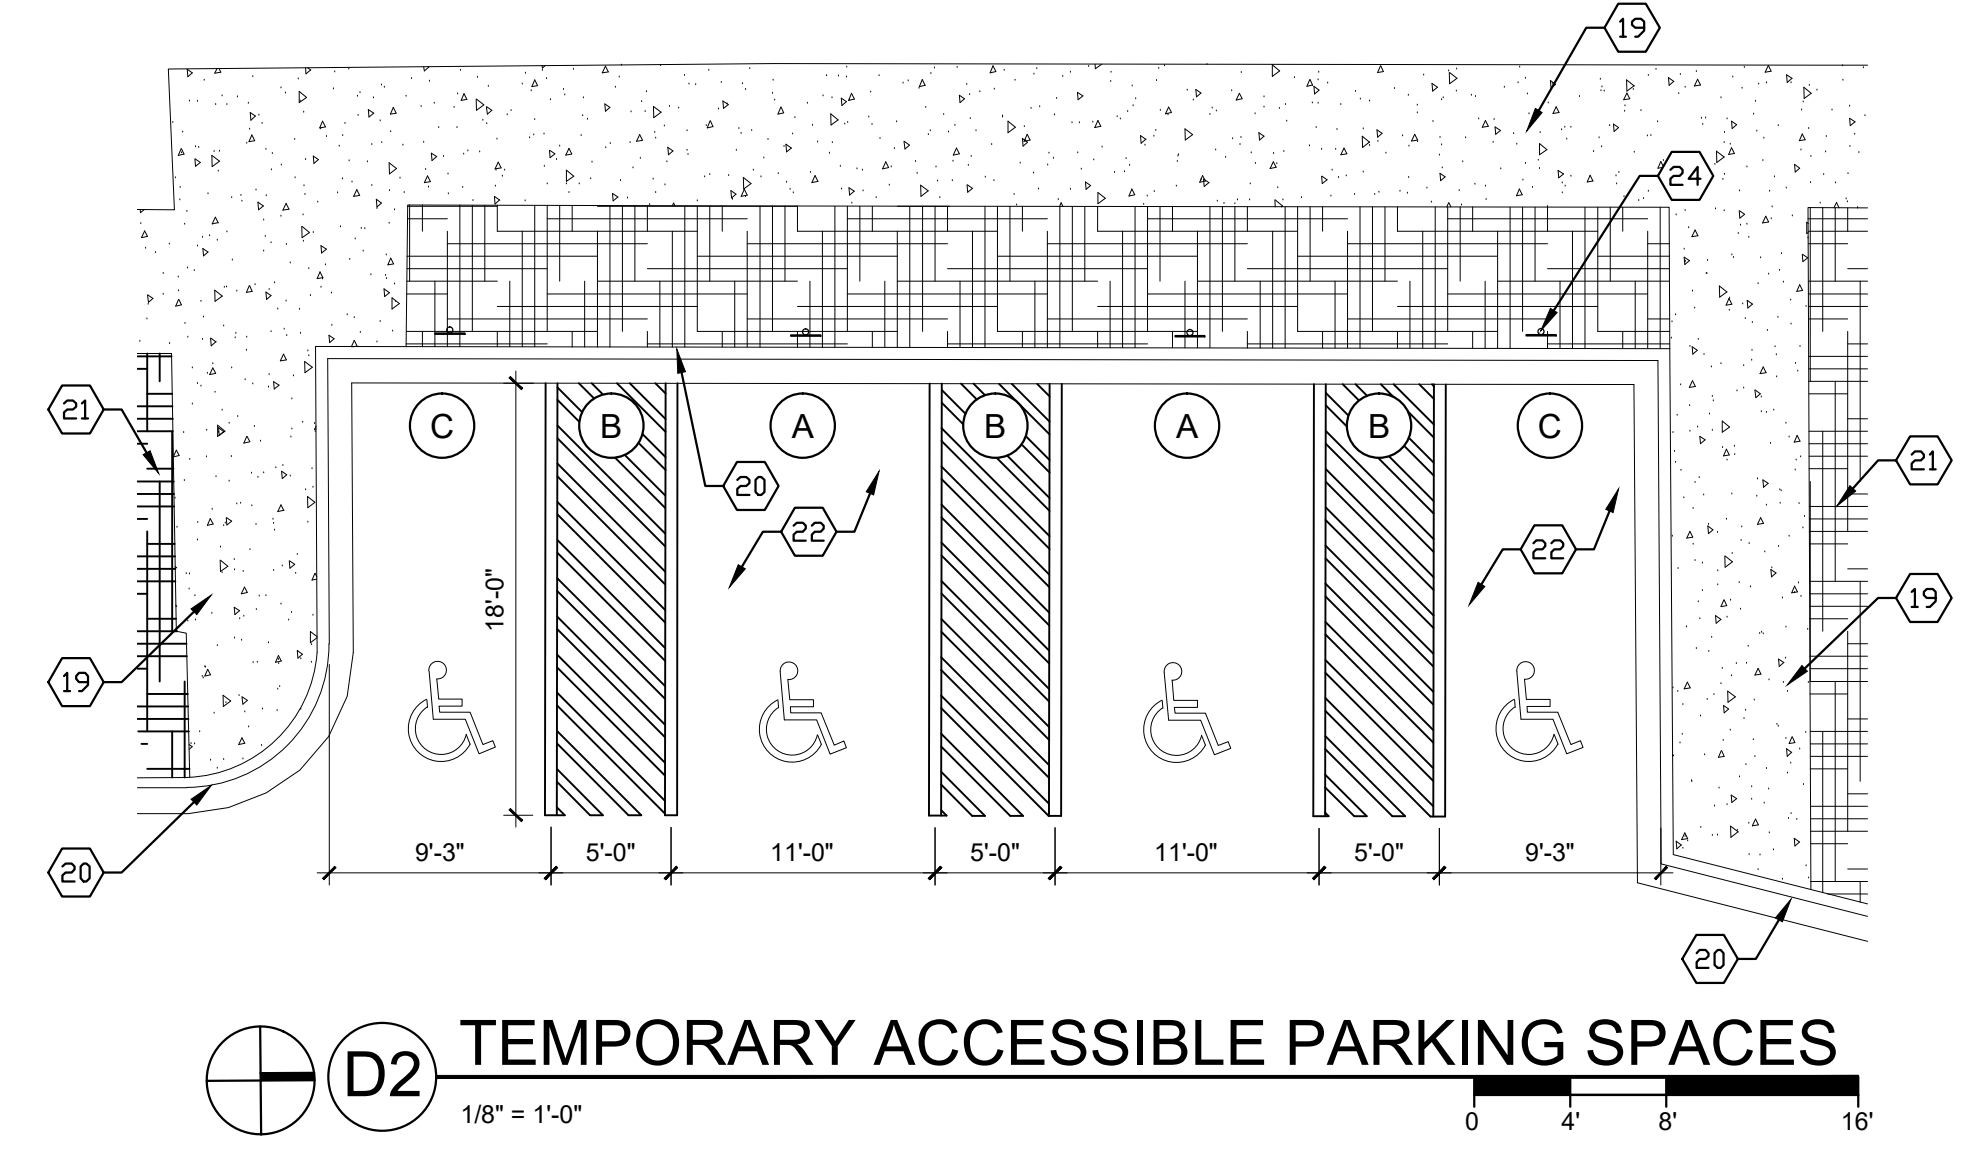 19
24
21
21
C
B
A
B
A
B
C
20
22
22
18'-0"
19
19
9'-3"
5'-0"
11'-0"
5'-0"
11'-0"
5'-0"
9'-3"
20
20
D2
TEMPORARY ACCESSIBLE PARKING SPACES
1/8" = 1'-0"
0
4'
8'
16'